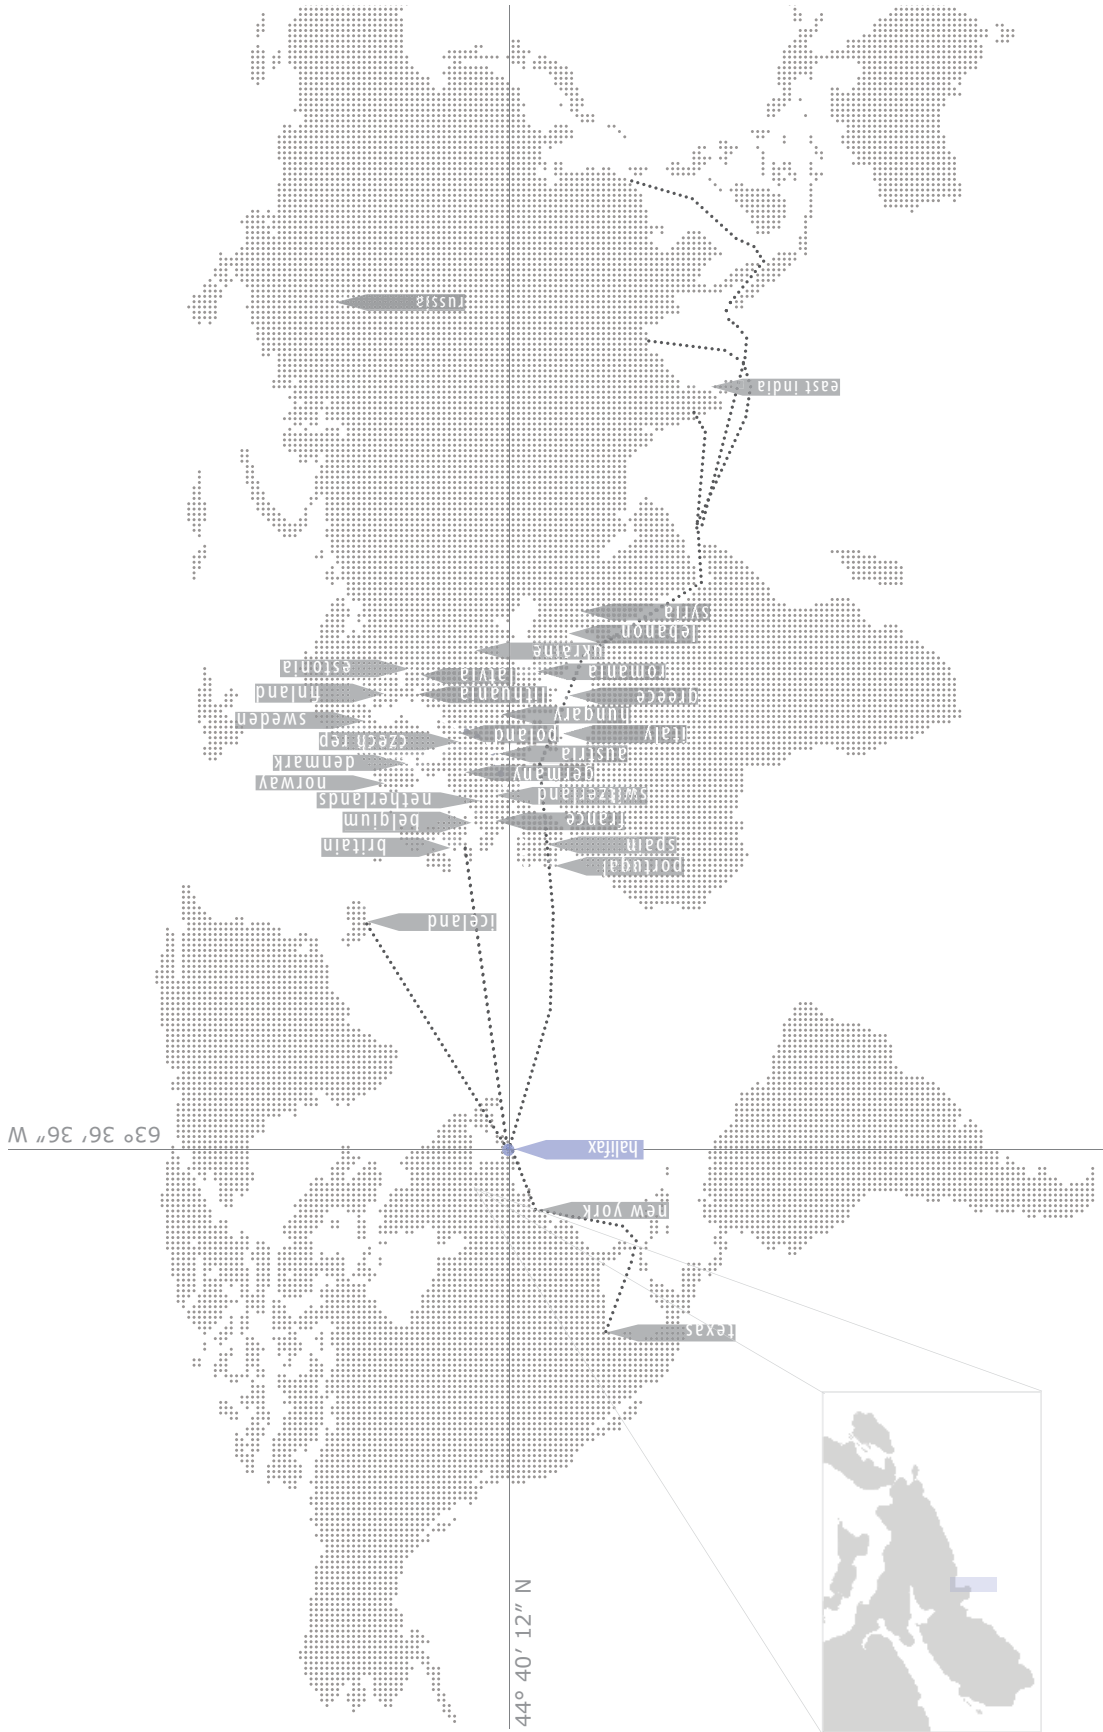 russia
east india
syria
lebanon
ukraine
estonia
latvia
romania
finland
lithuania
greece
sweden
hungary
czech rep
poland
italy
austria
denmark
germany
norway
netherlands
switzerland
belgium
france
britain
spain
portugal
iceland
63° 36′ 36″ W
halifax
new york
texas
44° 40′ 12″ N